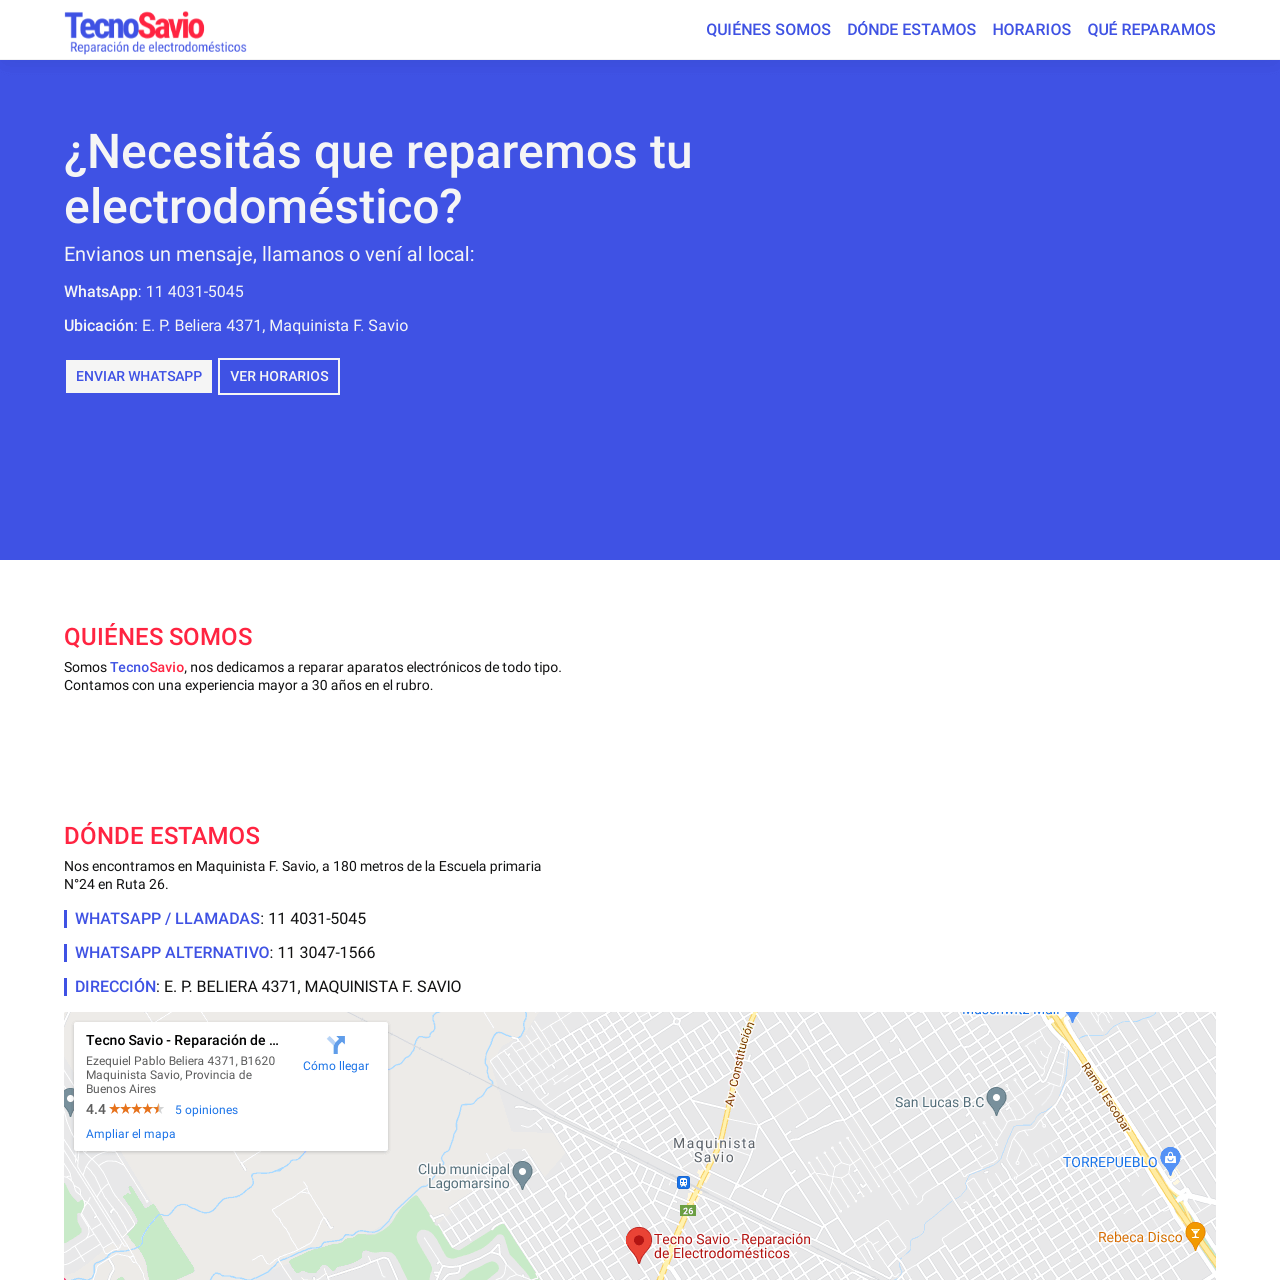 TecnoSavio
Reparación de electrodomésticos
QUIÉNES SOMOS DÓNDE ESTAMOS HORARIOS QUÉ REPARAMOS
¿Necesitás que reparemos tu
electrodoméstico?
Envianos un mensaje, llamanos o vení al local:
WhatsApp: 11 4031-5045
Ubicación: E. P. Beliera 4371, Maquinista F. Savio
ENVIAR WHATSAPP VER HORARIOS
QUIÉNES SOMOS
Somos TecnoSavio, nos dedicamos a reparar aparatos electrónicos de todo tipo.
Contamos con una experiencia mayor a 30 años en el rubro.
DÓNDE ESTAMOS
Nos encontramos en Maquinista F. Savio, a 180 metros de la Escuela primaria
N°24 en Ruta 26.
WHATSAPP / LLAMADAS: 11 4031-5045
WHATSAPP ALTERNATIVO: 11 3047-1566
DIRECCIÓN: E. P. BELIERA 4371, MAQUINISTA F. SAVIO
Maschwitz Mall
Tecno Savio - Reparación de ...
Ezequiel Pablo Beliera 4371, B1620
Maquinista Savio, Provincia de
Buenos Aires
Cómo llegar
4.4 5 opiniones
Ampliar el mapa
Av. Constitución
Ramal Escobar
San Lucas B.C
Maquinista
Savio
TORREPUEBLO
Club municipal
Lagomarsino
26
Rebeca Disco
Tecno Savio - Reparación
de Electrodomésticos